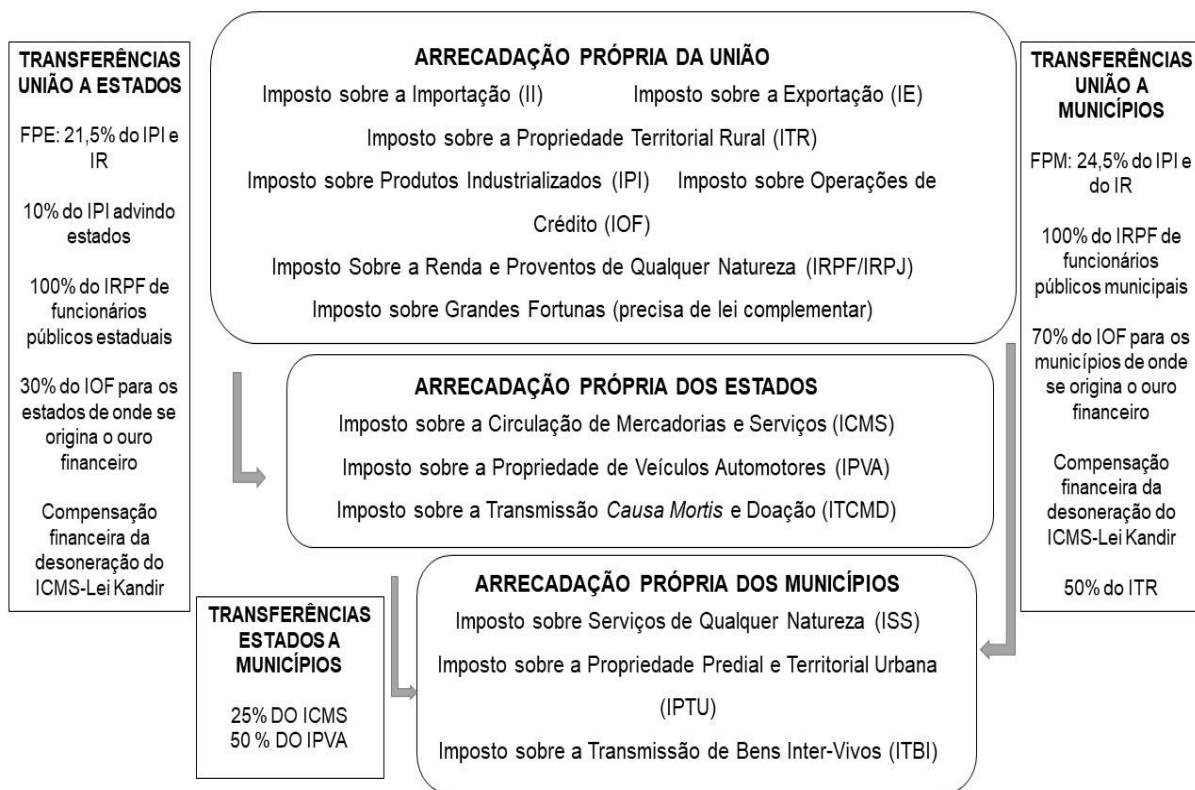 TRANSFERÊNCIAS
UNIÃO A ESTADOS
FPE: 21,5% do IPI e
IR
10% do IPI advindo
estados
100% do IRPF de
funcionários
públicos estaduais
30% do IOF para os
estados de onde se
origina o ouro
financeiro
Compensação
financeira da
desoneração do
ICMS-Lei Kandir
ARRECADAÇÃO PRÓPRIA DA UNIÃO
Imposto sobre a Importação (II) Imposto sobre a Exportação (IE)
Imposto sobre a Propriedade Territorial Rural (ITR)
Imposto sobre Produtos Industrializados (IPI) Imposto sobre Operações de
Crédito (IOF)
Imposto Sobre a Renda e Proventos de Qualquer Natureza (IRPF/IRPJ)
Imposto sobre Grandes Fortunas (precisa de lei complementar)
TRANSFERÊNCIAS
UNIÃO A
MUNICÍPIOS
FPM: 24,5% do IPI e
do IR
100% do IRPF de
funcionários
públicos municipais
70% do IOF para os
municípios de onde
se origina o ouro
financeiro
Compensação
financeira da
desoneração do
ICMS-Lei Kandir
50% do ITR
ARRECADAÇÃO PRÓPRIA DOS ESTADOS
Imposto sobre a Circulação de Mercadorias e Serviços (ICMS)
Imposto sobre a Propriedade de Veículos Automotores (IPVA)
Imposto sobre a Transmissão Causa Mortis e Doação (ITCMD)
TRANSFERÊNCIAS
ESTADOS A
MUNICÍPIOS
25% DO ICMS
50 % DO IPVA
ARRECADAÇÃO PRÓPRIA DOS MUNICÍPIOS
Imposto sobre Serviços de Qualquer Natureza (ISS)
Imposto sobre a Propriedade Predial e Territorial Urbana
(IPTU)
Imposto sobre a Transmissão de Bens Inter-Vivos (ITBI)